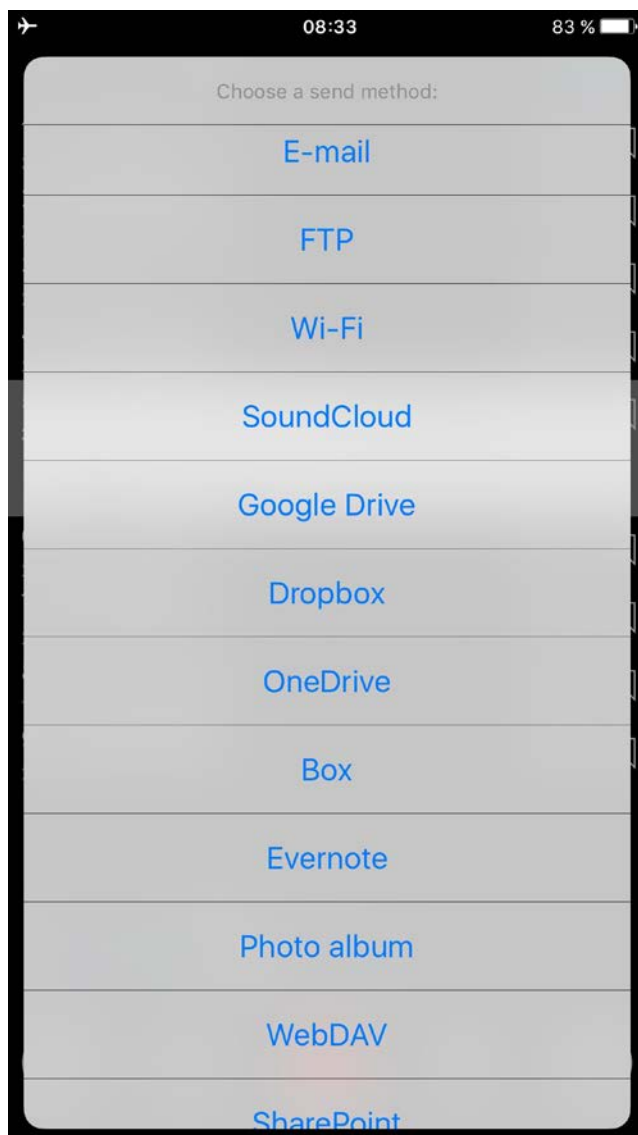 08:33
83 %
Choose a send method:
E-mail
FTP
Wi-Fi
SoundCloud
Google Drive
Dropbox
OneDrive
Box
Evernote
Photo album
WebDAV
SharePoint